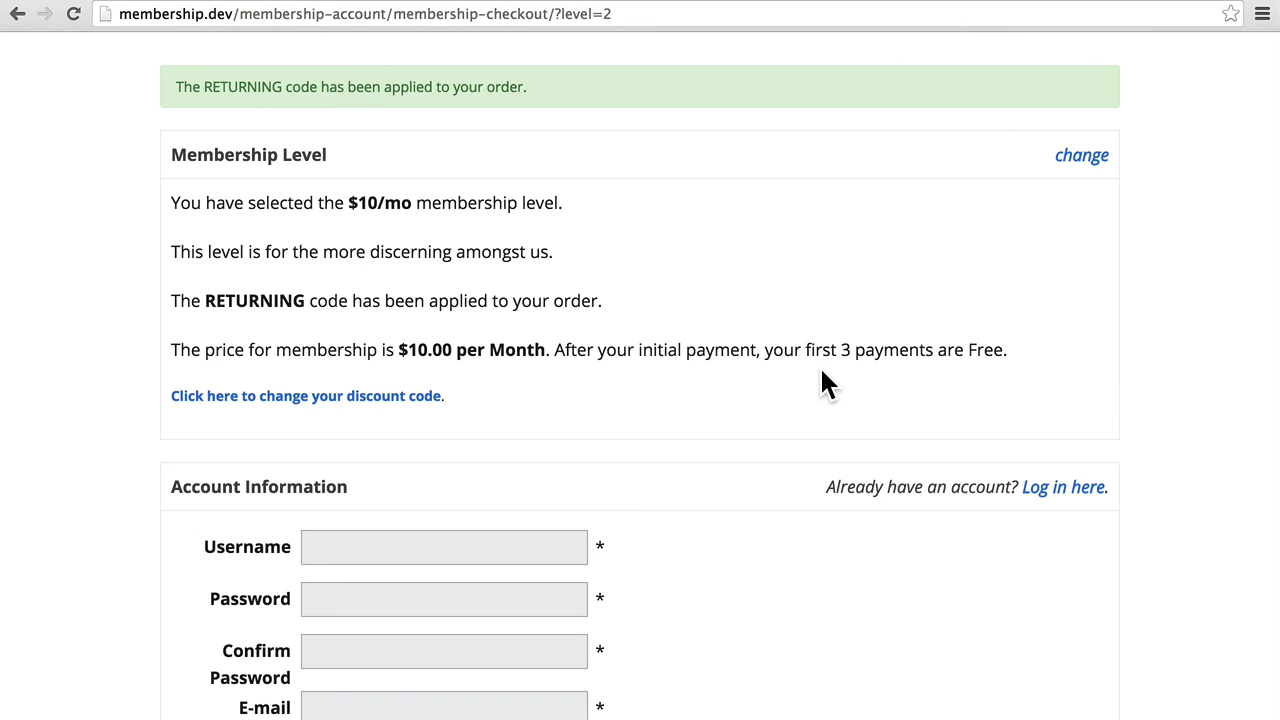 membership.dev/membership-account/membership-checkout/?level=2
The RETURNING code has been applied to your order.
Membership Level
change
You have selected the $10/mo membership level.
This level is for the more discerning amongst us.
The RETURNING code has been applied to your order.
The price for membership is $10.00 per Month. After your initial payment, your first 3 payments are Free.
Click here to change your discount code.
Account Information
Already have an account? Log in here.
Username *
Password *
Confirm Password *
E-mail *